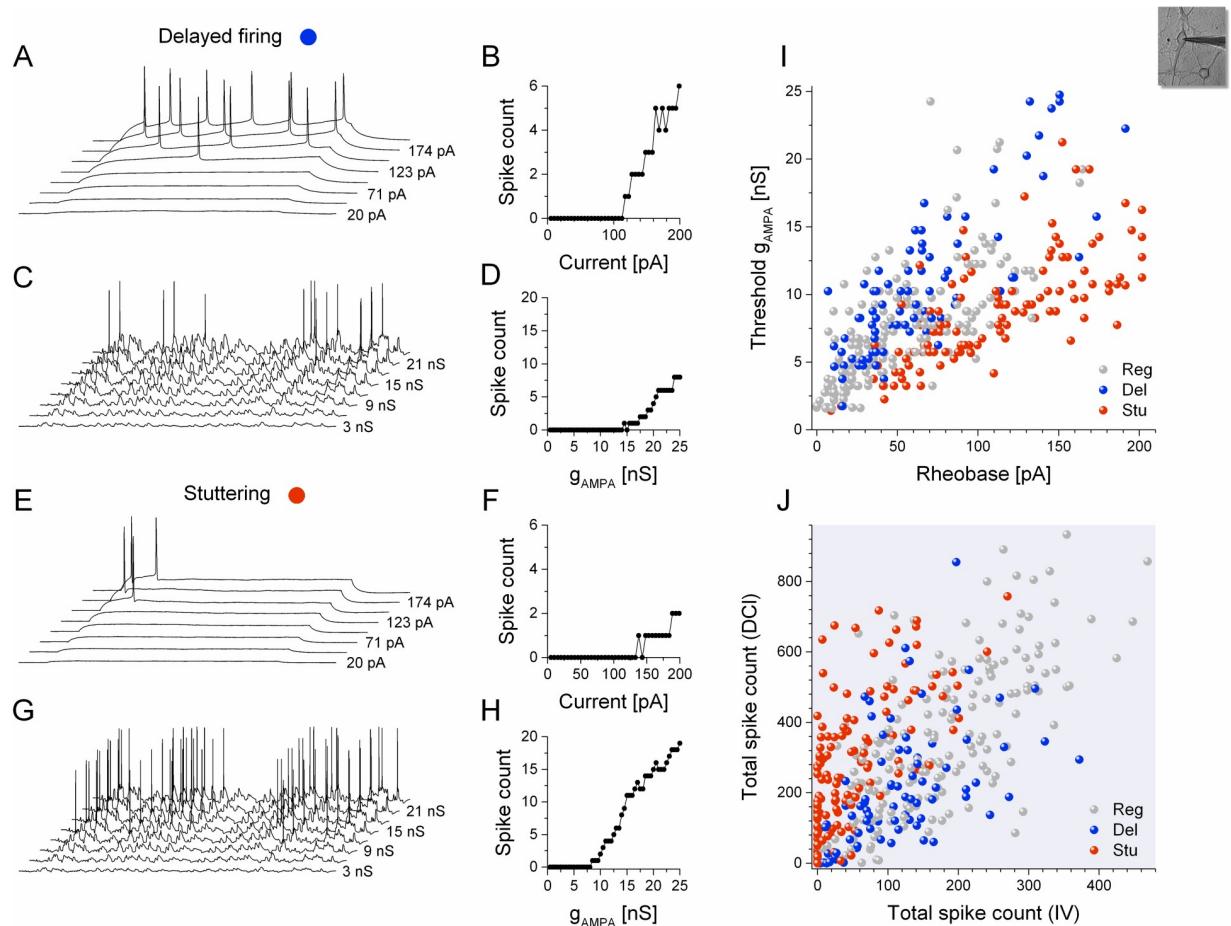 Delayed firing
A
174 pA
123 pA
71 pA
20 pA
B
Spike count
6
4
2
0
0 100 200
Current [pA]
C
21 nS
15 nS
9 nS
3 nS
D
Spike count
20
15
10
5
0
0 5 10 15 20 25
gAMPA [nS]
Stuttering
E
174 pA
123 pA
71 pA
20 pA
F
Spike count
6
4
2
0
0 100 200
Current [pA]
G
21 nS
15 nS
9 nS
3 nS
H
Spike count
20
15
10
5
0
0 5 10 15 20 25
gAMPA [nS]
I
Threshold gAMPA [nS]
25
20
15
10
5
0
Reg
Del
Stu
0 50 100 150 200
Rheobase [pA]
J
Total spike count (DCI)
800
600
400
200
0
Reg
Del
Stu
0 100 200 300 400
Total spike count (IV)